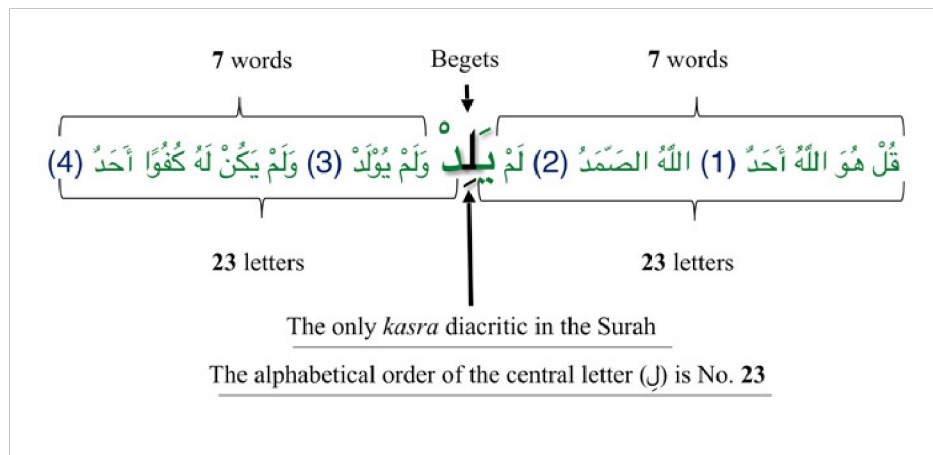 7 words Begets 7 words
قُلْ هُوَ اللَّهُ أَحَدٌ (1) اللَّهُ الصَّمَدُ (2) لَمْ يَلِدْ وَلَمْ يُوْلَدْ (3) وَلَمْ يَكُنْ لَهُ كُفُوًا أَحَدٌ (4)
23 letters 23 letters
The only kasra diacritic in the Surah
The alphabetical order of the central letter (لِ) is No. 23